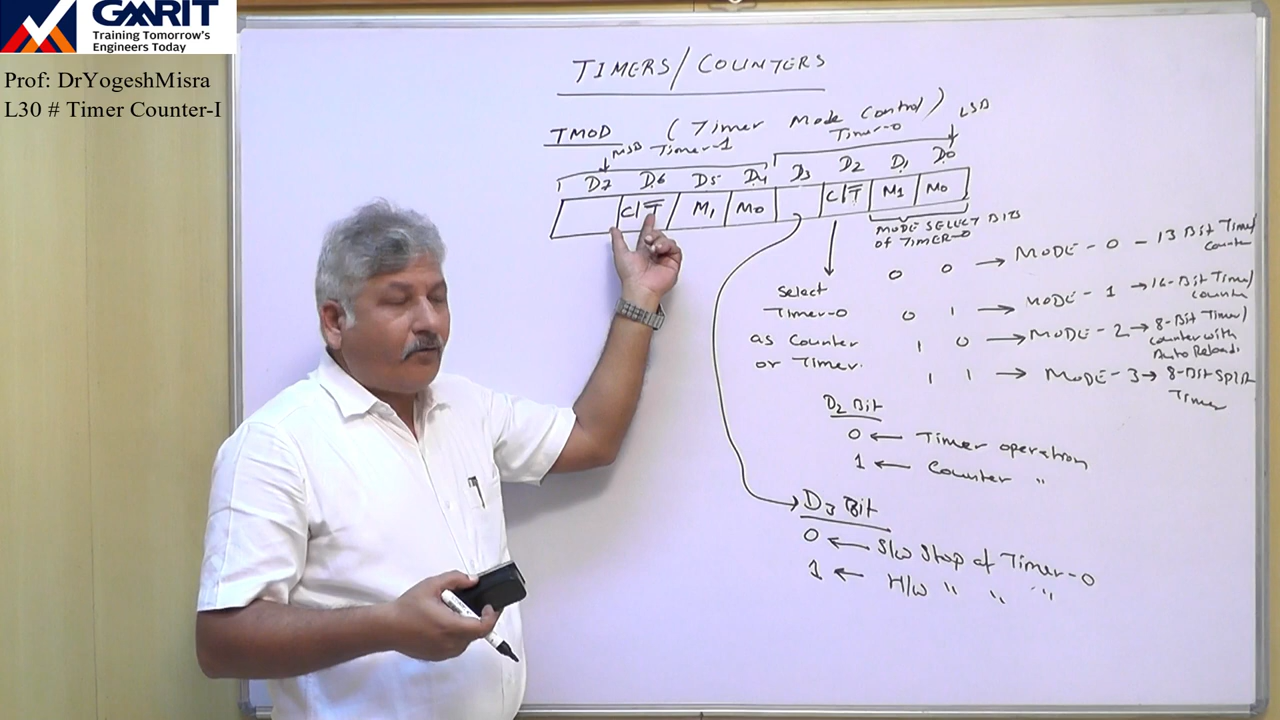 GMRIT
Training Tomorrow's
Engineers Today
Prof: DrYogeshMisra
L30 # Timer Counter-I
TIMERS/COUNTERS
TMOD (Timer Mode Control)
MSB Timer-1 Timer-0 LSB
D7 D6 D5 D4 D3 D2 D1 D0
C/T̅ M1 M0 C/T̅ M1 M0
MODE SELECT BITS
OF TIMER-0
0 0 → MODE-0 - 13 Bit Timer/
Counter
0 1 → MODE-1 → 16-Bit Timer/
Counter
1 0 → MODE-2 → 8-Bit Timer/
Counter with
Auto Reload.
1 1 → MODE-3 → 8-Bit Split
Timer
Select
Timer-0
as Counter
or Timer.
D2 Bit
0 ← Timer operation
1 ← Counter "
D3 Bit
0 ← S/W Stop of Timer-0
1 ← H/W " " "